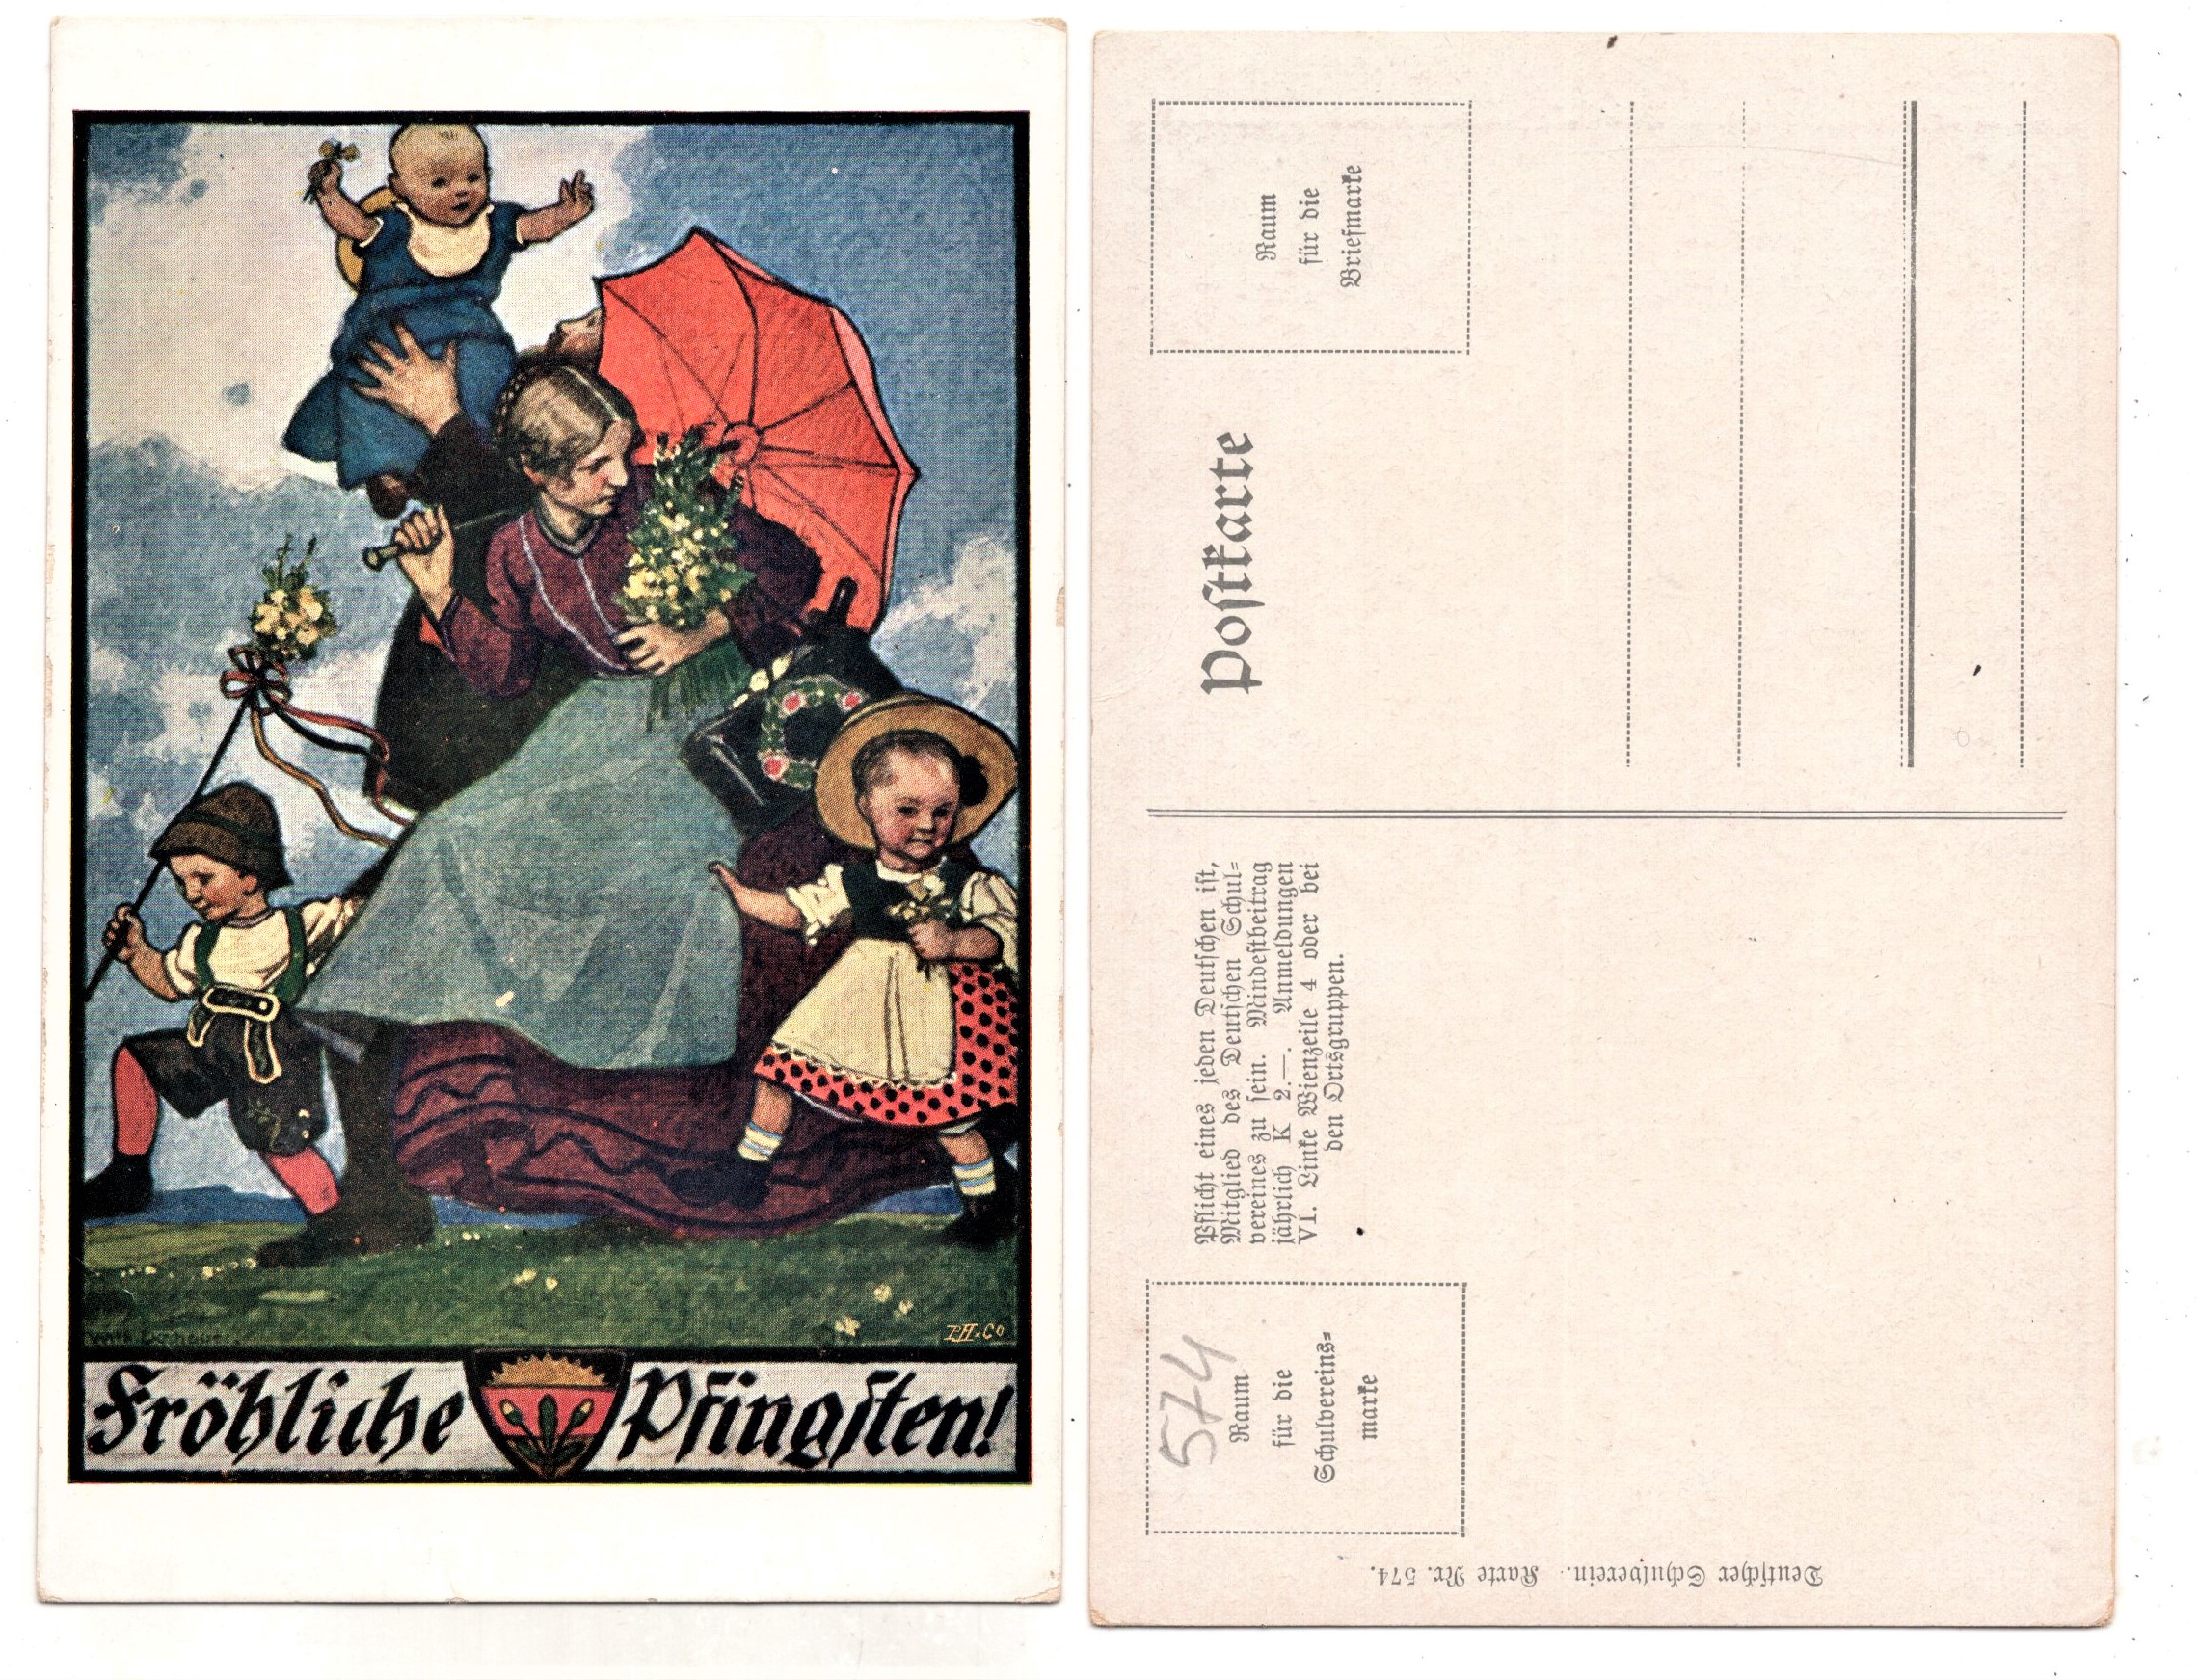 PH.Co
Fröhliche Pfingsten!
Raum
für die
Briefmarke
Postkarte
Pflicht eines jeden Deutschen ist,
Mitglied des Deutschen Schul=
vereines zu sein. Mindestbeitrag
jährlich K 2.—. Anmeldungen
VI. Linke Wienzeile 4 oder bei
den Ortsgruppen.
574
Raum
für die
Schulvereins=
marke
Deutscher Schulverein. Karte Nr. 574.